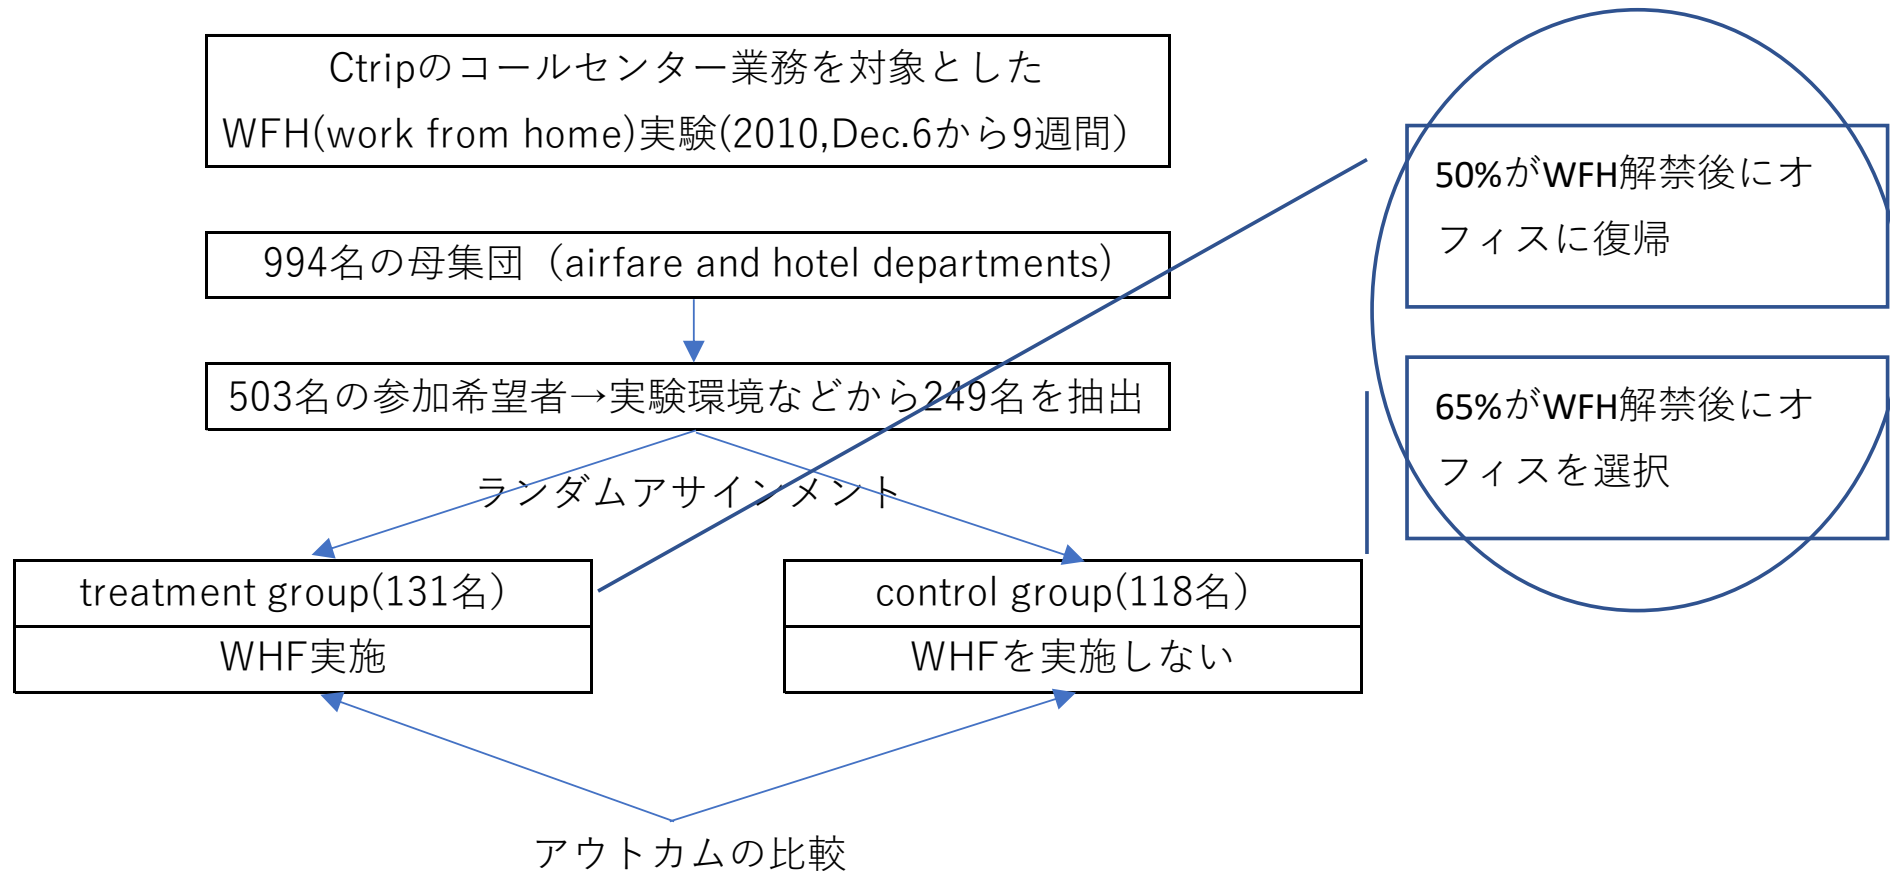 Ctripのコールセンター業務を対象とした
WFH(work from home)実験(2010,Dec.6から9週間)
994名の母集団（airfare and hotel departments)
503名の参加希望者→実験環境などから249名を抽出
ランダムアサインメント
treatment group(131名)
WHF実施
control group(118名)
WHFを実施しない
アウトカムの比較
50%がWFH解禁後にオ
フィスに復帰
65%がWFH解禁後にオ
フィスを選択